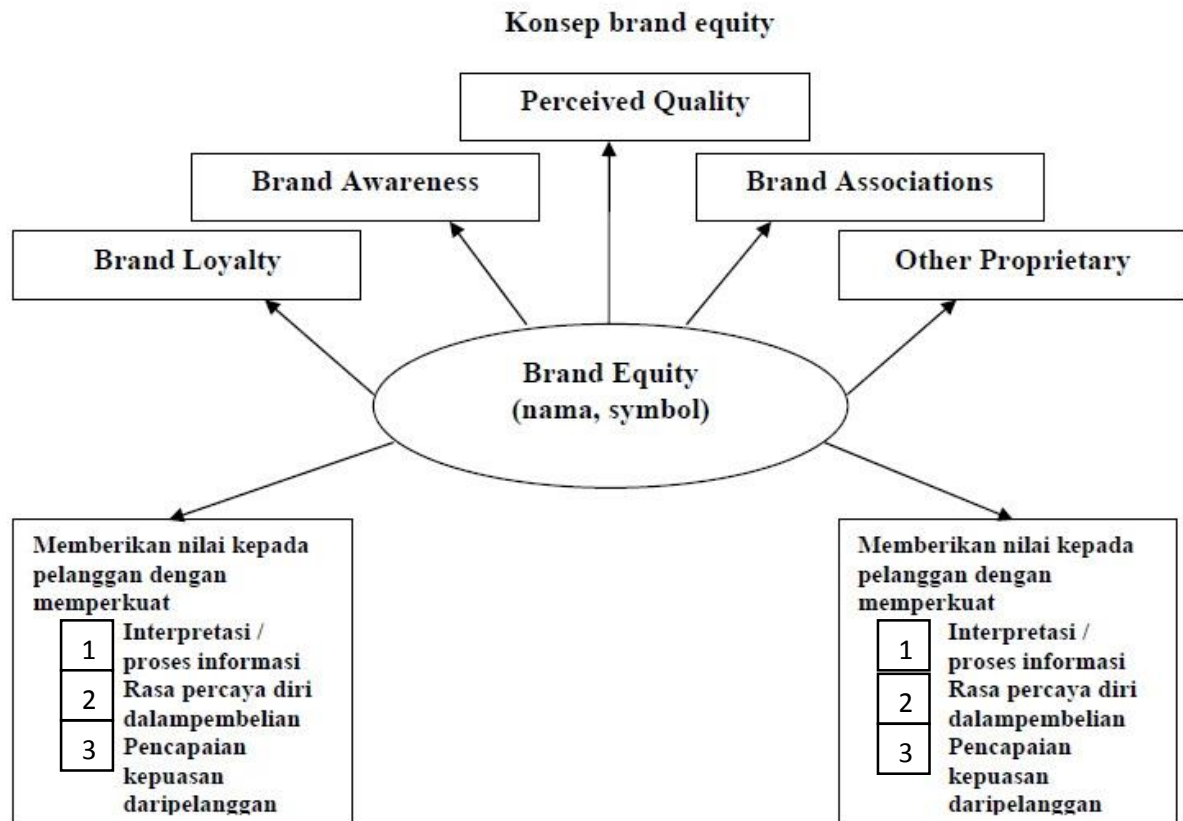 Konsep brand equity
Perceived Quality
Brand Awareness
Brand Associations
Brand Loyalty
Other Proprietary
Brand Equity
(nama, symbol)
Memberikan nilai kepada
pelanggan dengan
memperkuat
1 Interpretasi /
proses informasi
2 Rasa percaya diri
dalampembelian
3 Pencapaian
kepuasan
daripelanggan
Memberikan nilai kepada
pelanggan dengan
memperkuat
1 Interpretasi /
proses informasi
2 Rasa percaya diri
dalampembelian
3 Pencapaian
kepuasan
daripelanggan